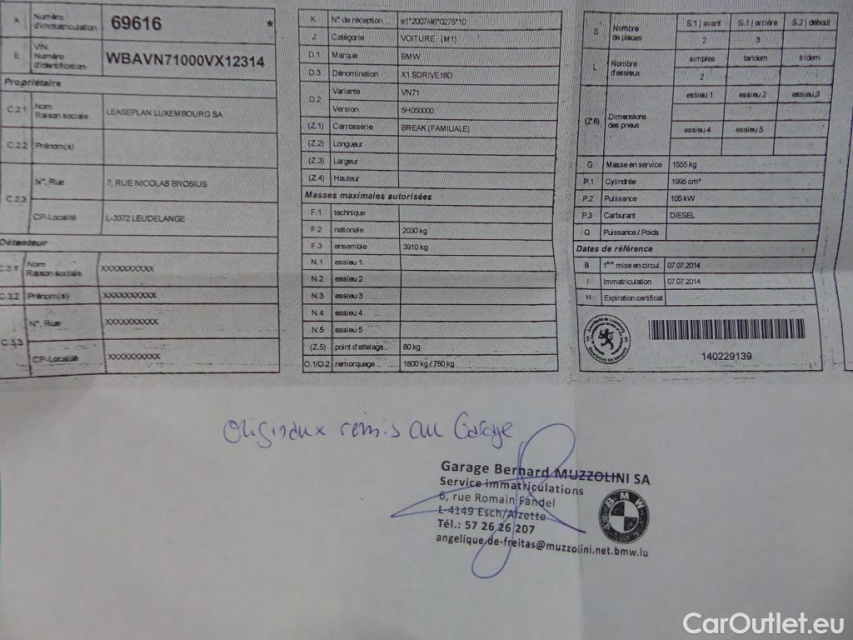 A Numéro d'immatriculation 69616 *
E VIN Numéro d'identification WBAVN71000VX12314
Propriétaire
C.2.1 Nom Raison sociale LEASEPLAN LUXEMBOURG SA
C.2.2 Prénom(s)
C.2.3 N°, Rue 7, RUE NICOLAS BROSIUS
CP-Localité L-3372 LEUDELANGE
Détenteur
C.3.1 Nom Raison sociale XXXXXXXXXX
C.3.2 Prénom(s) XXXXXXXXXX
C.3.3 N°, Rue XXXXXXXXXX
CP-Localité XXXXXXXXXX
K N° de réception... e1*2007/46*0275*10
J Catégorie VOITURE (M1)
D.1 Marque BMW
D.3 Dénomination X1 SDRIVE18D
D.2 Variante VN71
Version 5H050000
(Z.1) Carrosserie BREAK (FAMILIALE)
(Z.2) Longueur
(Z.3) Largeur
(Z.4) Hauteur
Masses maximales autorisées
F.1 technique
F.2 nationale 2030 kg
F.3 ensemble 3910 kg
N.1 essieu 1
N.2 essieu 2
N.3 essieu 3
N.4 essieu 4
N.5 essieu 5
(Z.5) point d'attelage... 80 kg
O.1/O.2 remorquage... 1800 kg / 750 kg
S Nombre de places S.1 | avant S.1 | arrière S.2 | debout
2 3
L Nombre d'essieux simples tandem tridem
2
(Z.6) Dimensions des pneus essieu 1 essieu 2 essieu 3
essieu 4 essieu 5
G Masse en service 1555 kg
P.1 Cylindrée 1995 cm³
P.2 Puissance 105 kW
P.3 Carburant DIESEL
Q Puissance / Poids
Dates de référence
B 1ère mise en circul. 07.07.2014
I Immatriculation 07.07.2014
H Expiration certificat
140229139
Originaux remis au Garage
Garage Bernard MUZZOLINI SA
Service immatriculations
6, rue Romain Fandel
L-4149 Esch/Alzette
Tél.: 57 26 26 207
angelique.de-freitas@muzzolini.net.bmw.lu
BMW
CarOutlet.eu